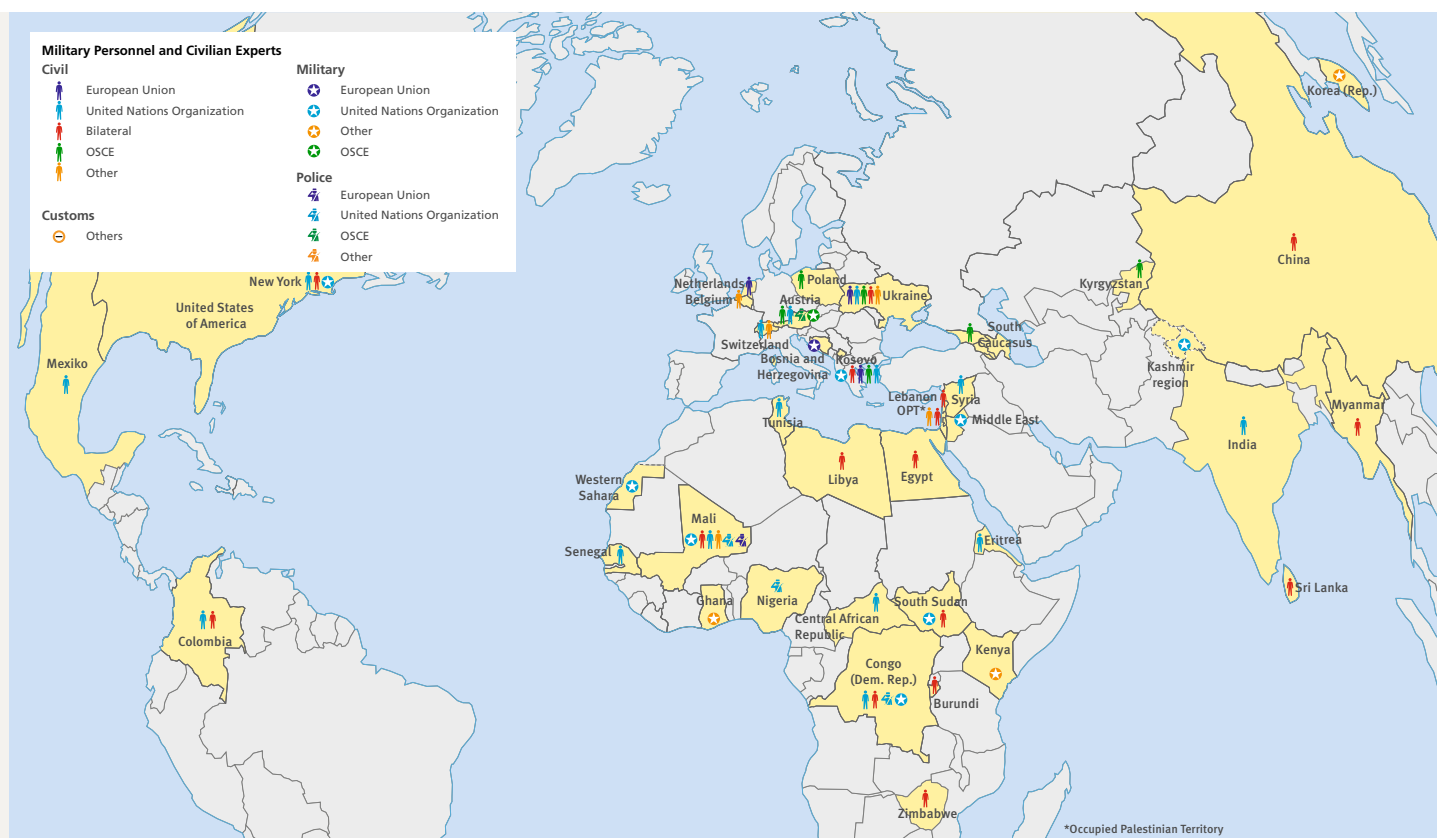 Military Personnel and Civilian Experts
Civil
European Union
United Nations Organization
Bilateral
OSCE
Other
Customs
Others
Military
European Union
United Nations Organization
Other
OSCE
Police
European Union
United Nations Organization
OSCE
Other
Korea (Rep.)
China
Kyrgyzstan
New York
United States
of America
Mexiko
Netherlands
Belgium
Poland
Austria
Ukraine
Switzerland
Bosnia and
Herzegovina
Kosovo
South
Caucasus
Kashmir
region
Lebanon
OPT*
Syria
Middle East
Tunisia
Myanmar
India
Libya
Egypt
Western
Sahara
Mali
Senegal
Eritrea
Sri Lanka
Ghana
Nigeria
Central African
Republic
South Sudan
Colombia
Kenya
Congo
(Dem. Rep.)
Burundi
Zimbabwe
*Occupied Palestinian Territory